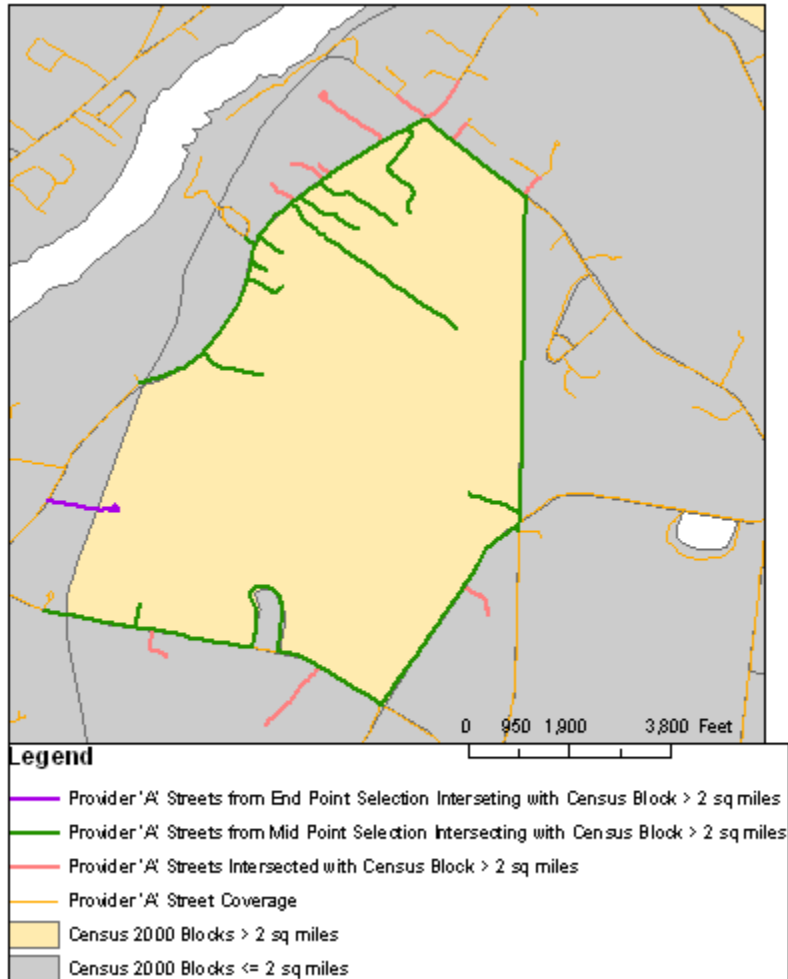 0 950 1,900 3,800 Feet
Legend
Provider 'A' Streets from End Point Selection Interseting with Census Block > 2 sq miles
Provider 'A' Streets from Mid Point Selection Intersecting with Census Block > 2 sq miles
Provider 'A' Streets Intersected with Census Block > 2 sq miles
Provider 'A' Street Coverage
Census 2000 Blocks > 2 sq miles
Census 2000 Blocks <= 2 sq miles